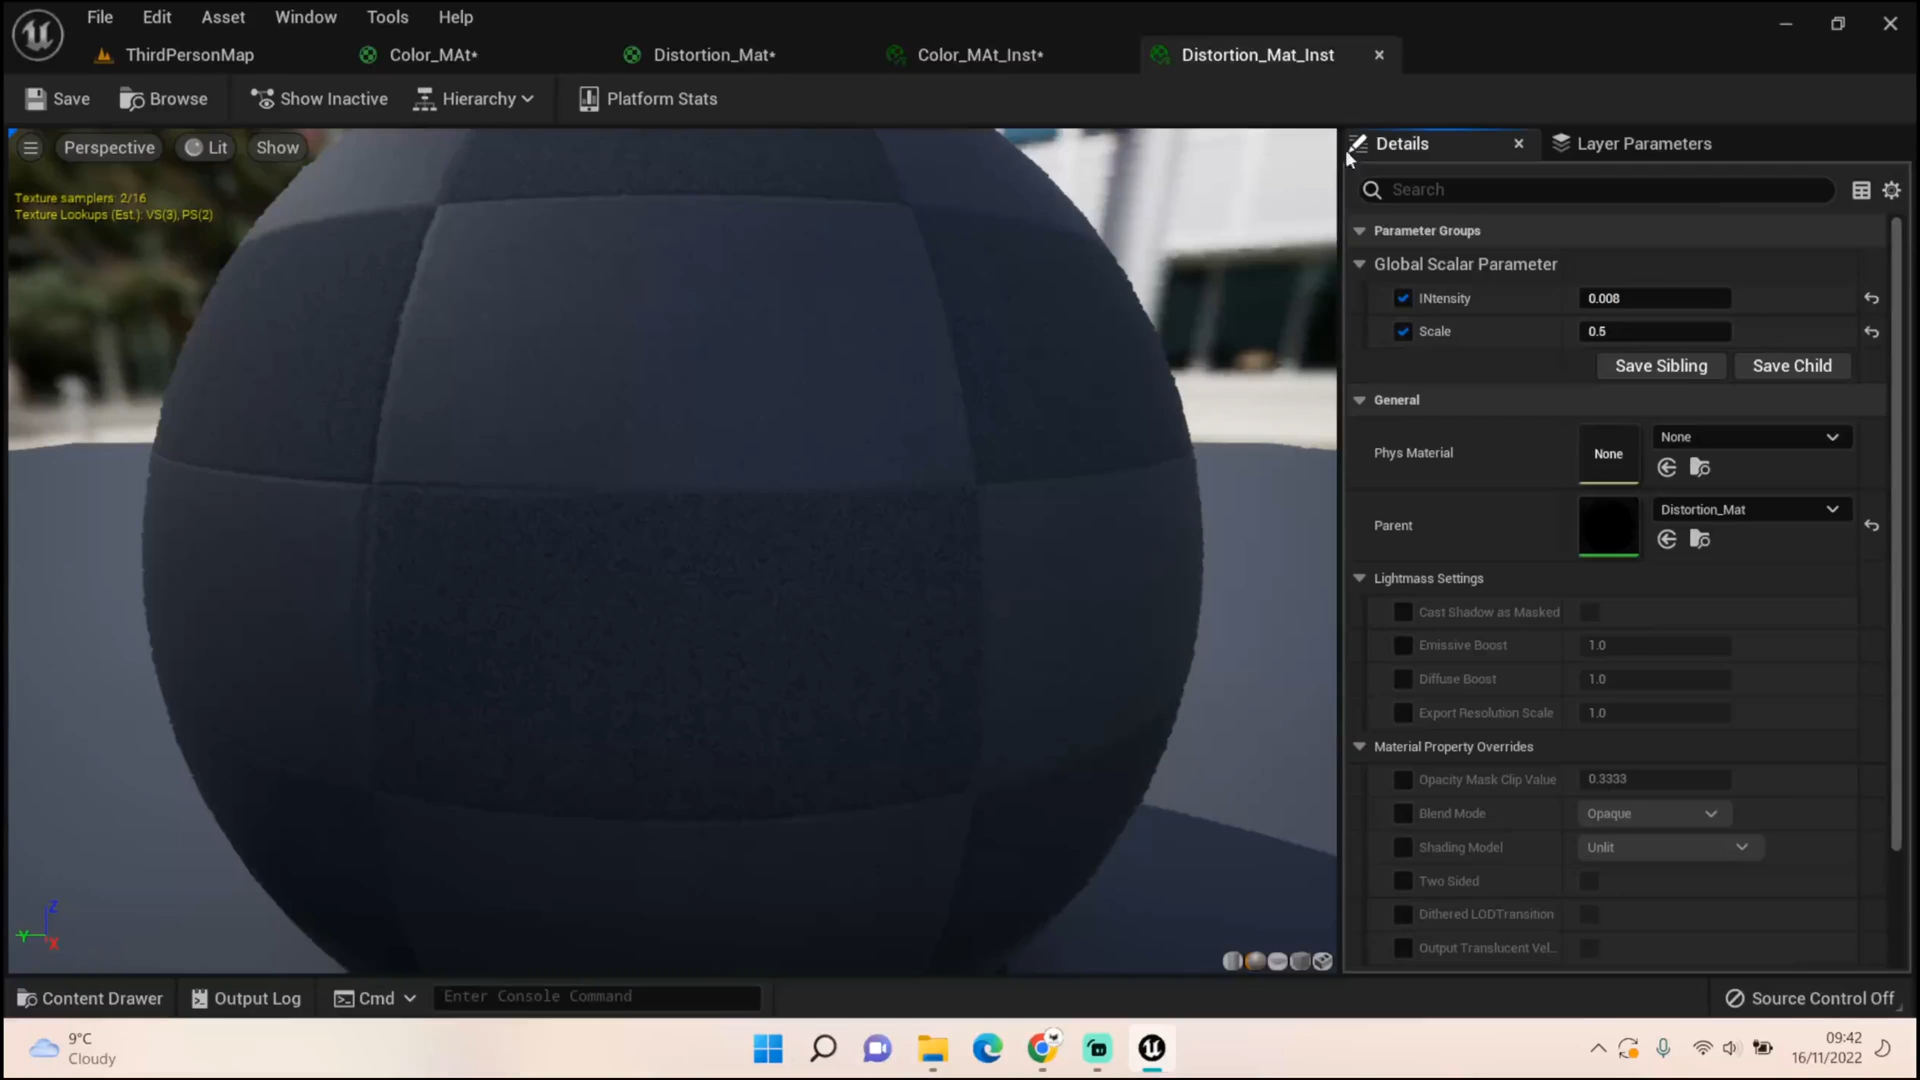 File Edit Asset Window Tools Help
ThirdPersonMap Color_MAt* Distortion_Mat* Color_MAt_Inst* Distortion_Mat_Inst
Save Browse Show Inactive Hierarchy Platform Stats
Perspective Lit Show
Texture samplers: 2/16
Texture Lookups (Est.): VS(3), PS(2)
Details Layer Parameters
Search
Parameter Groups
Global Scalar Parameter
INtensity 0.008
Scale 0.5
Save Sibling Save Child
General
Phys Material None None
Parent Distortion_Mat
Lightmass Settings
Cast Shadow as Masked
Emissive Boost 1.0
Diffuse Boost 1.0
Export Resolution Scale 1.0
Material Property Overrides
Opacity Mask Clip Value 0.3333
Blend Mode Opaque
Shading Model Unlit
Two Sided
Dithered LODTransition
Output Translucent Vel...
Z
Y
X
Content Drawer Output Log Cmd Enter Console Command Source Control Off
9°C
Cloudy
09:42
16/11/2022